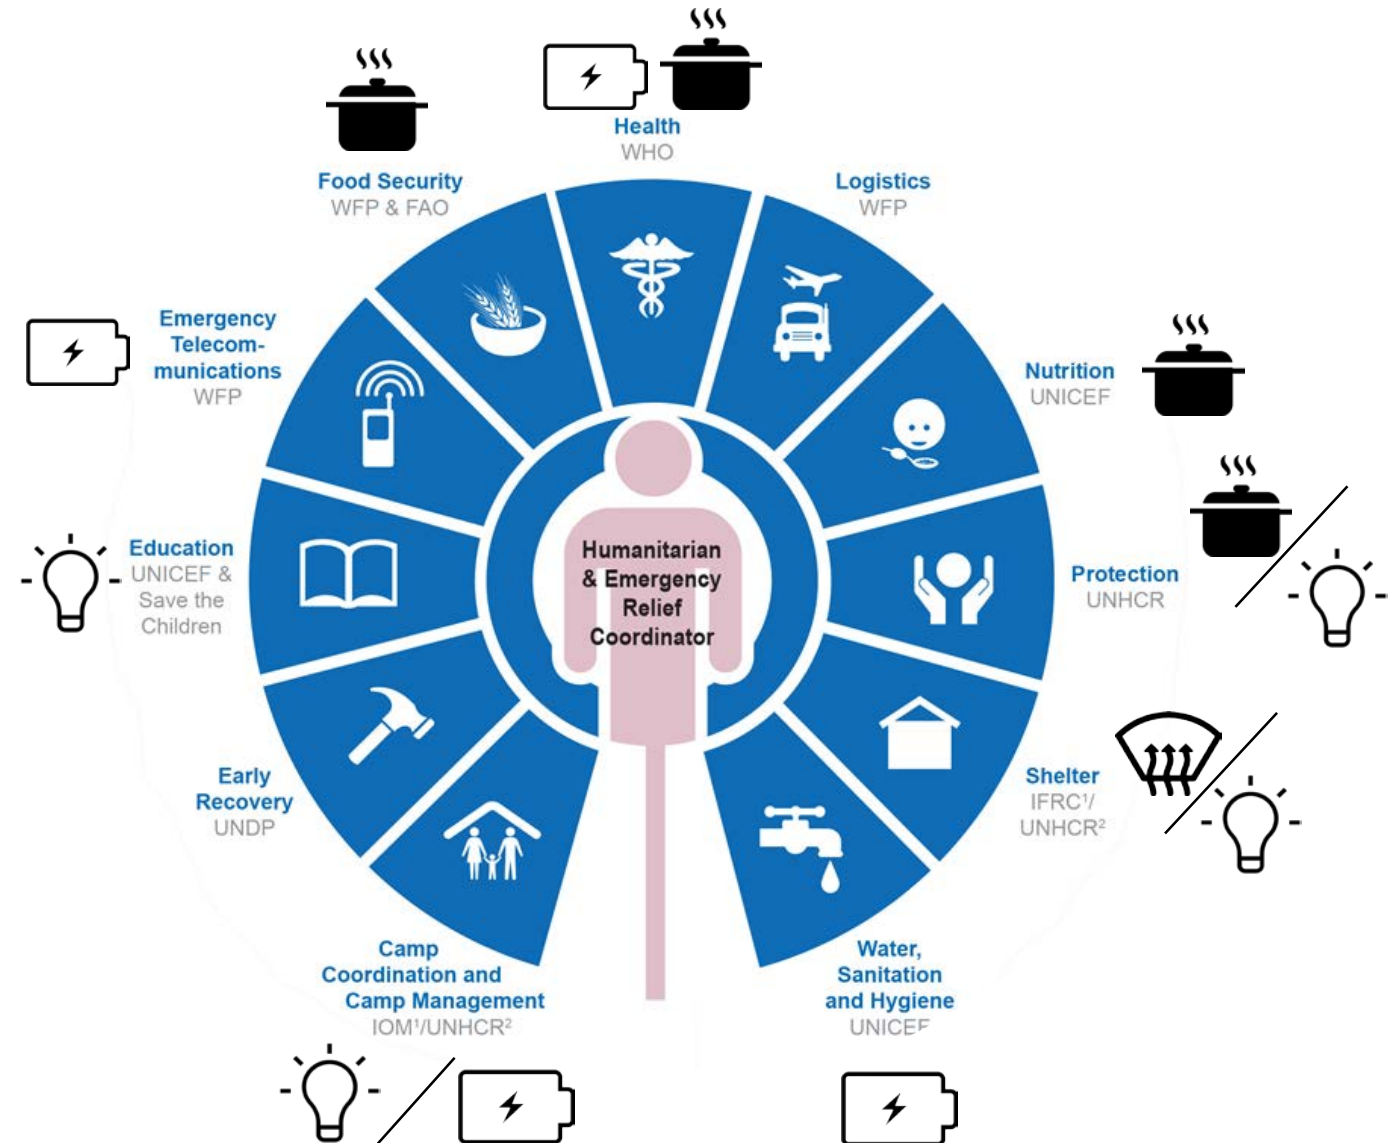 Health
WHO
Food Security
WFP & FAO
Logistics
WFP
Emergency
Telecom-
munications
WFP
Nutrition
UNICEF
Education
UNICEF &
Save the
Children
Humanitarian
& Emergency
Relief
Coordinator
Protection
UNHCR
Early
Recovery
UNDP
Shelter
IFRC¹/
UNHCR²
Camp
Coordination and
Camp Management
IOM¹/UNHCR²
Water,
Sanitation
and Hygiene
UNICEF